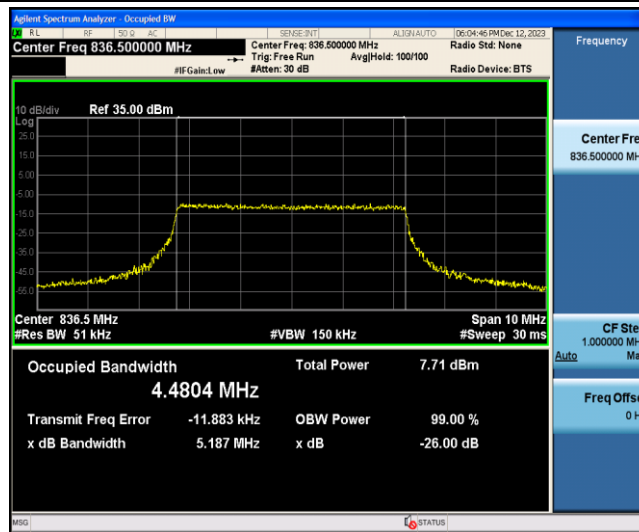 Agilent Spectrum Analyzer - Occupied BW
RL RF 50 Ω AC SENSE:INT ALIGN AUTO 06:04:46 PM Dec 12, 2023
Center Freq 836.500000 MHz
Center Freq: 836.500000 MHz Radio Std: None
Trig: Free Run Avg|Hold: 100/100
#IFGain:Low #Atten: 30 dB Radio Device: BTS
10 dB/div Ref 35.00 dBm
Log
25.0
15.0
5.00
-5.00
-15.0
-25.0
-35.0
-45.0
-55.0
Center 836.5 MHz Span 10 MHz
#Res BW 51 kHz #VBW 150 kHz #Sweep 30 ms
Occupied Bandwidth Total Power 7.71 dBm
4.4804 MHz
Transmit Freq Error -11.883 kHz OBW Power 99.00 %
x dB Bandwidth 5.187 MHz x dB -26.00 dB
MSG STATUS
Frequency
Center Fre
836.500000 MH
CF Ste
1.000000 MH
Auto Ma
Freq Offs
0 H